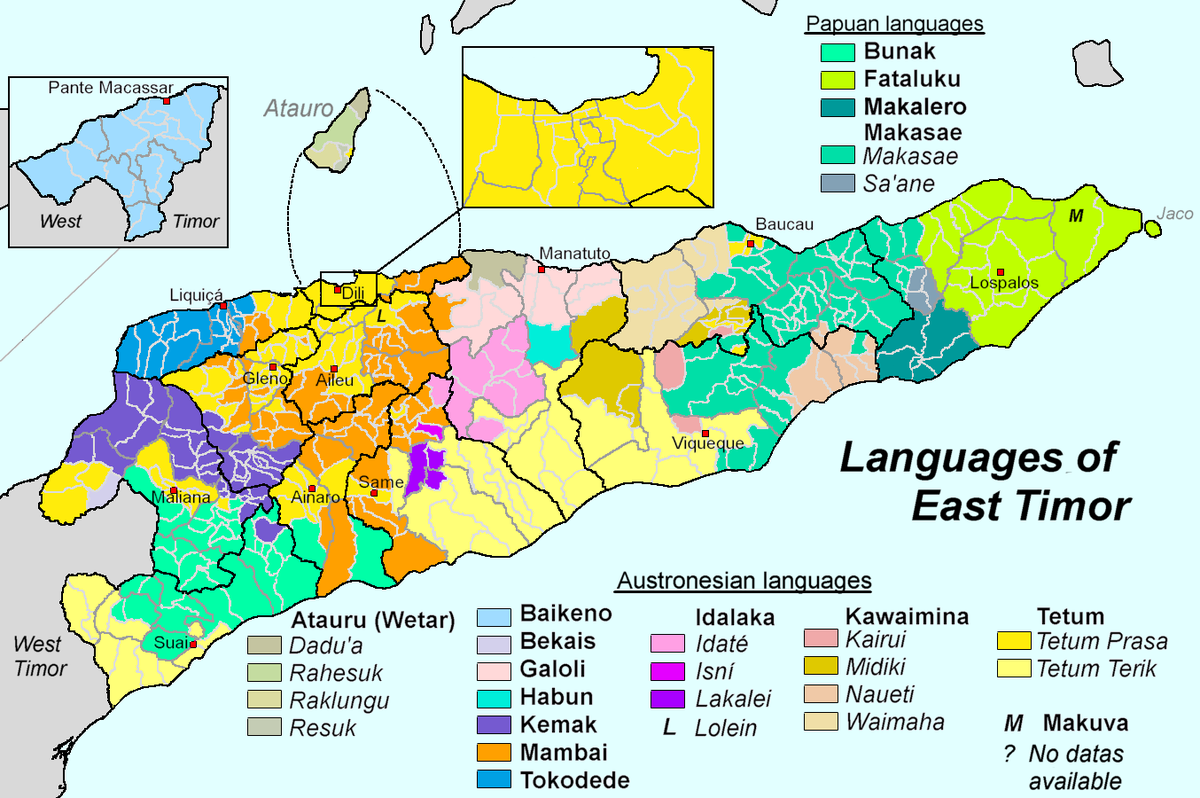 Papuan languages
Bunak
Fataluku
Makalero
Makasae
Makasae
Sa'ane
Pante Macassar
West
Timor
Atauro
Baucau
M
Jaco
Manatuto
Lospalos
Liquiçá
Dili
L
Gleno
Aileu
Viqueque
Same
Maliana
Ainaro
Languages of
East Timor
Suai
West
Timor
Austronesian languages
Atauru (Wetar)
Dadu'a
Rahesuk
Raklungu
Resuk
Baikeno
Bekais
Galoli
Habun
Kemak
Mambai
Tokodede
Idalaka
Idaté
Isní
Lakalei
L Lolein
Kawaimina
Kairui
Midiki
Naueti
Waimaha
Tetum
Tetum Prasa
Tetum Terik
M Makuva
? No datas
available